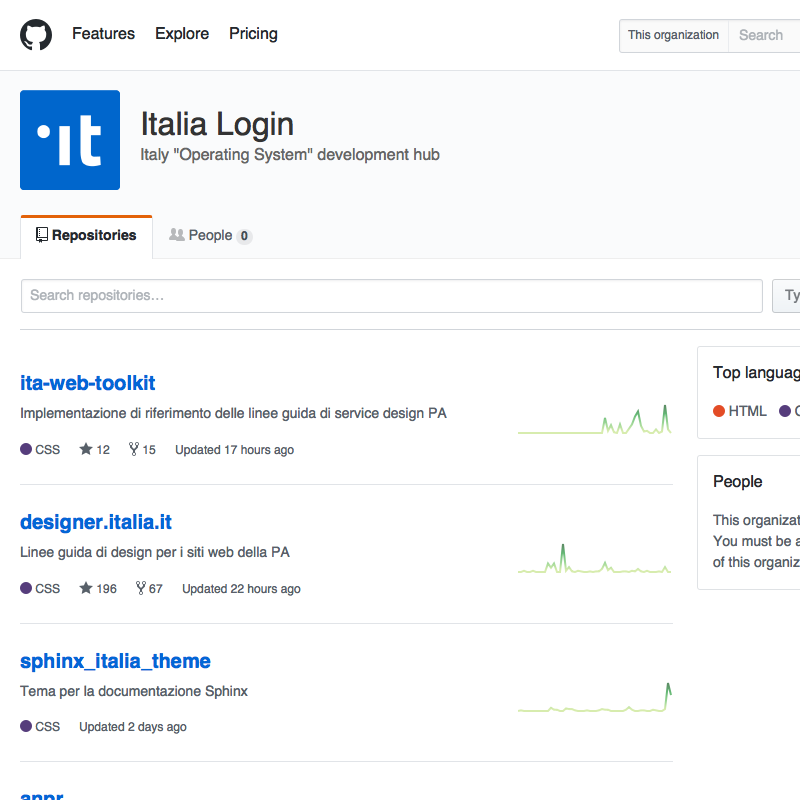 Features Explore Pricing
This organization Search
·it
Italia Login
Italy "Operating System" development hub
Repositories People 0
Search repositories…
Ty
ita-web-toolkit
Implementazione di riferimento delle linee guida di service design PA
CSS 12 15 Updated 17 hours ago
designer.italia.it
Linee guida di design per i siti web della PA
CSS 196 67 Updated 22 hours ago
sphinx_italia_theme
Tema per la documentazione Sphinx
CSS Updated 2 days ago
anpr
Top languag
HTML C
People
This organizat
You must be a
of this organiz